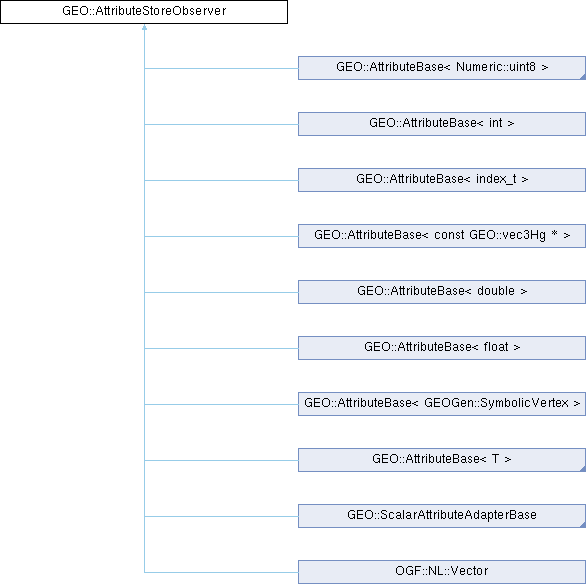 GEO::AttributeStoreObserver
GEO::AttributeBase< Numeric::uint8 >
GEO::AttributeBase< int >
GEO::AttributeBase< index_t >
GEO::AttributeBase< const GEO::vec3Hg * >
GEO::AttributeBase< double >
GEO::AttributeBase< float >
GEO::AttributeBase< GEOGen::SymbolicVertex >
GEO::AttributeBase< T >
GEO::ScalarAttributeAdapterBase
OGF::NL::Vector